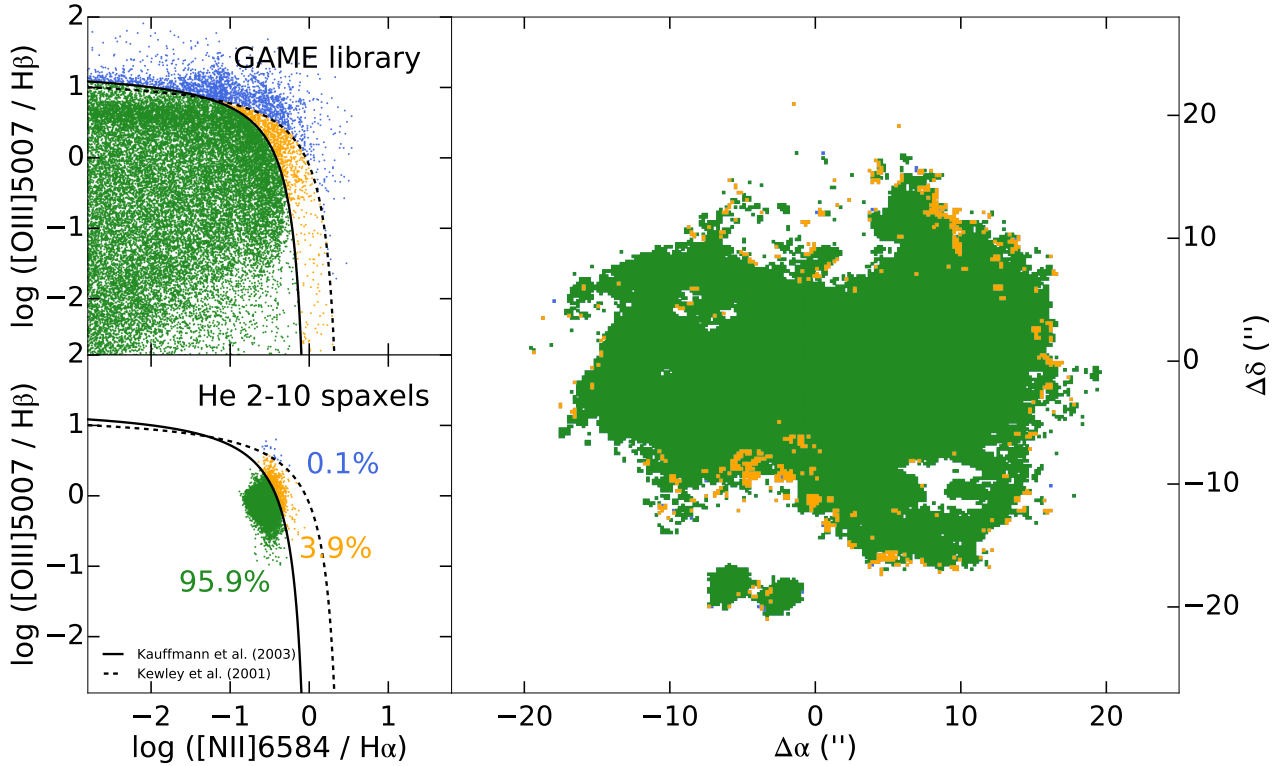 2
1
0
−1
−2
log ([OIII]5007 / Hβ)
GAME library
2
1
0
−1
−2
log ([OIII]5007 / Hβ)
He 2-10 spaxels
0.1%
3.9%
95.9%
Kauffmann et al. (2003)
Kewley et al. (2001)
−2 −1 0 1
log ([NII]6584 / Hα)
20
10
0
−10
−20
Δδ ('')
−20 −10 0 10 20
Δα ('')